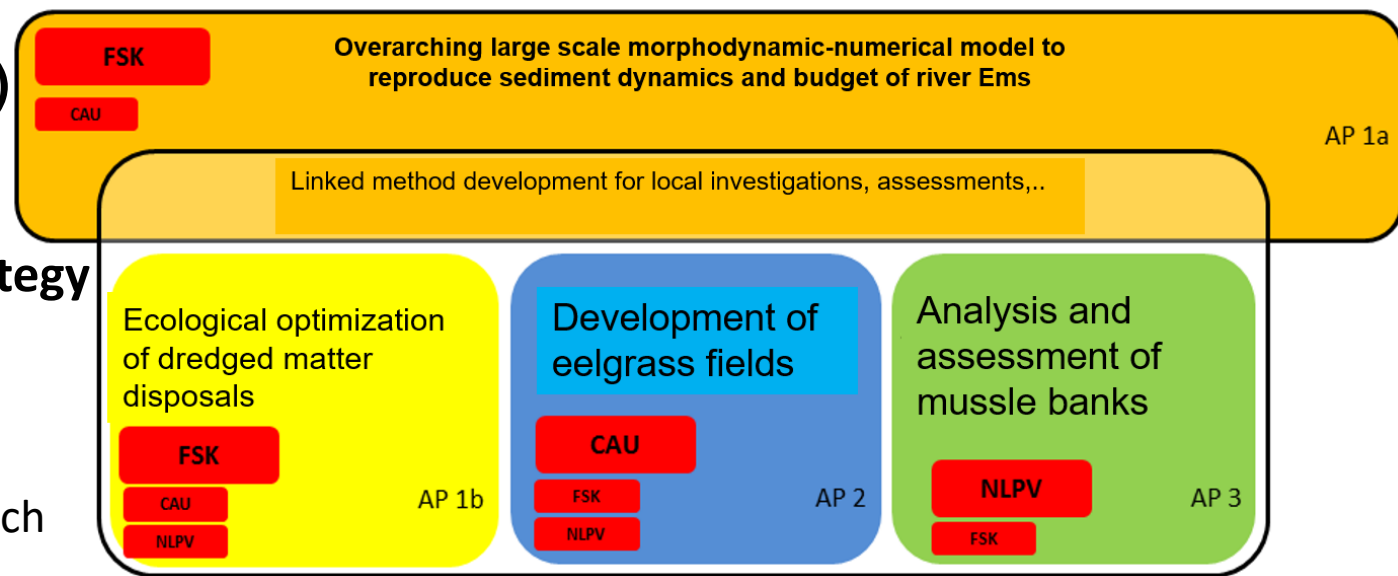 )
FSK
Overarching large scale morphodynamic-numerical model to
reproduce sediment dynamics and budget of river Ems
CAU
AP 1a
Linked method development for local investigations, assessments,..
tegy
Ecological optimization
of dredged matter
disposals
FSK
CAU
NLPV
AP 1b
Development of
eelgrass fields
CAU
FSK
NLPV
AP 2
Analysis and
assessment of
mussle banks
NLPV
FSK
AP 3
ch